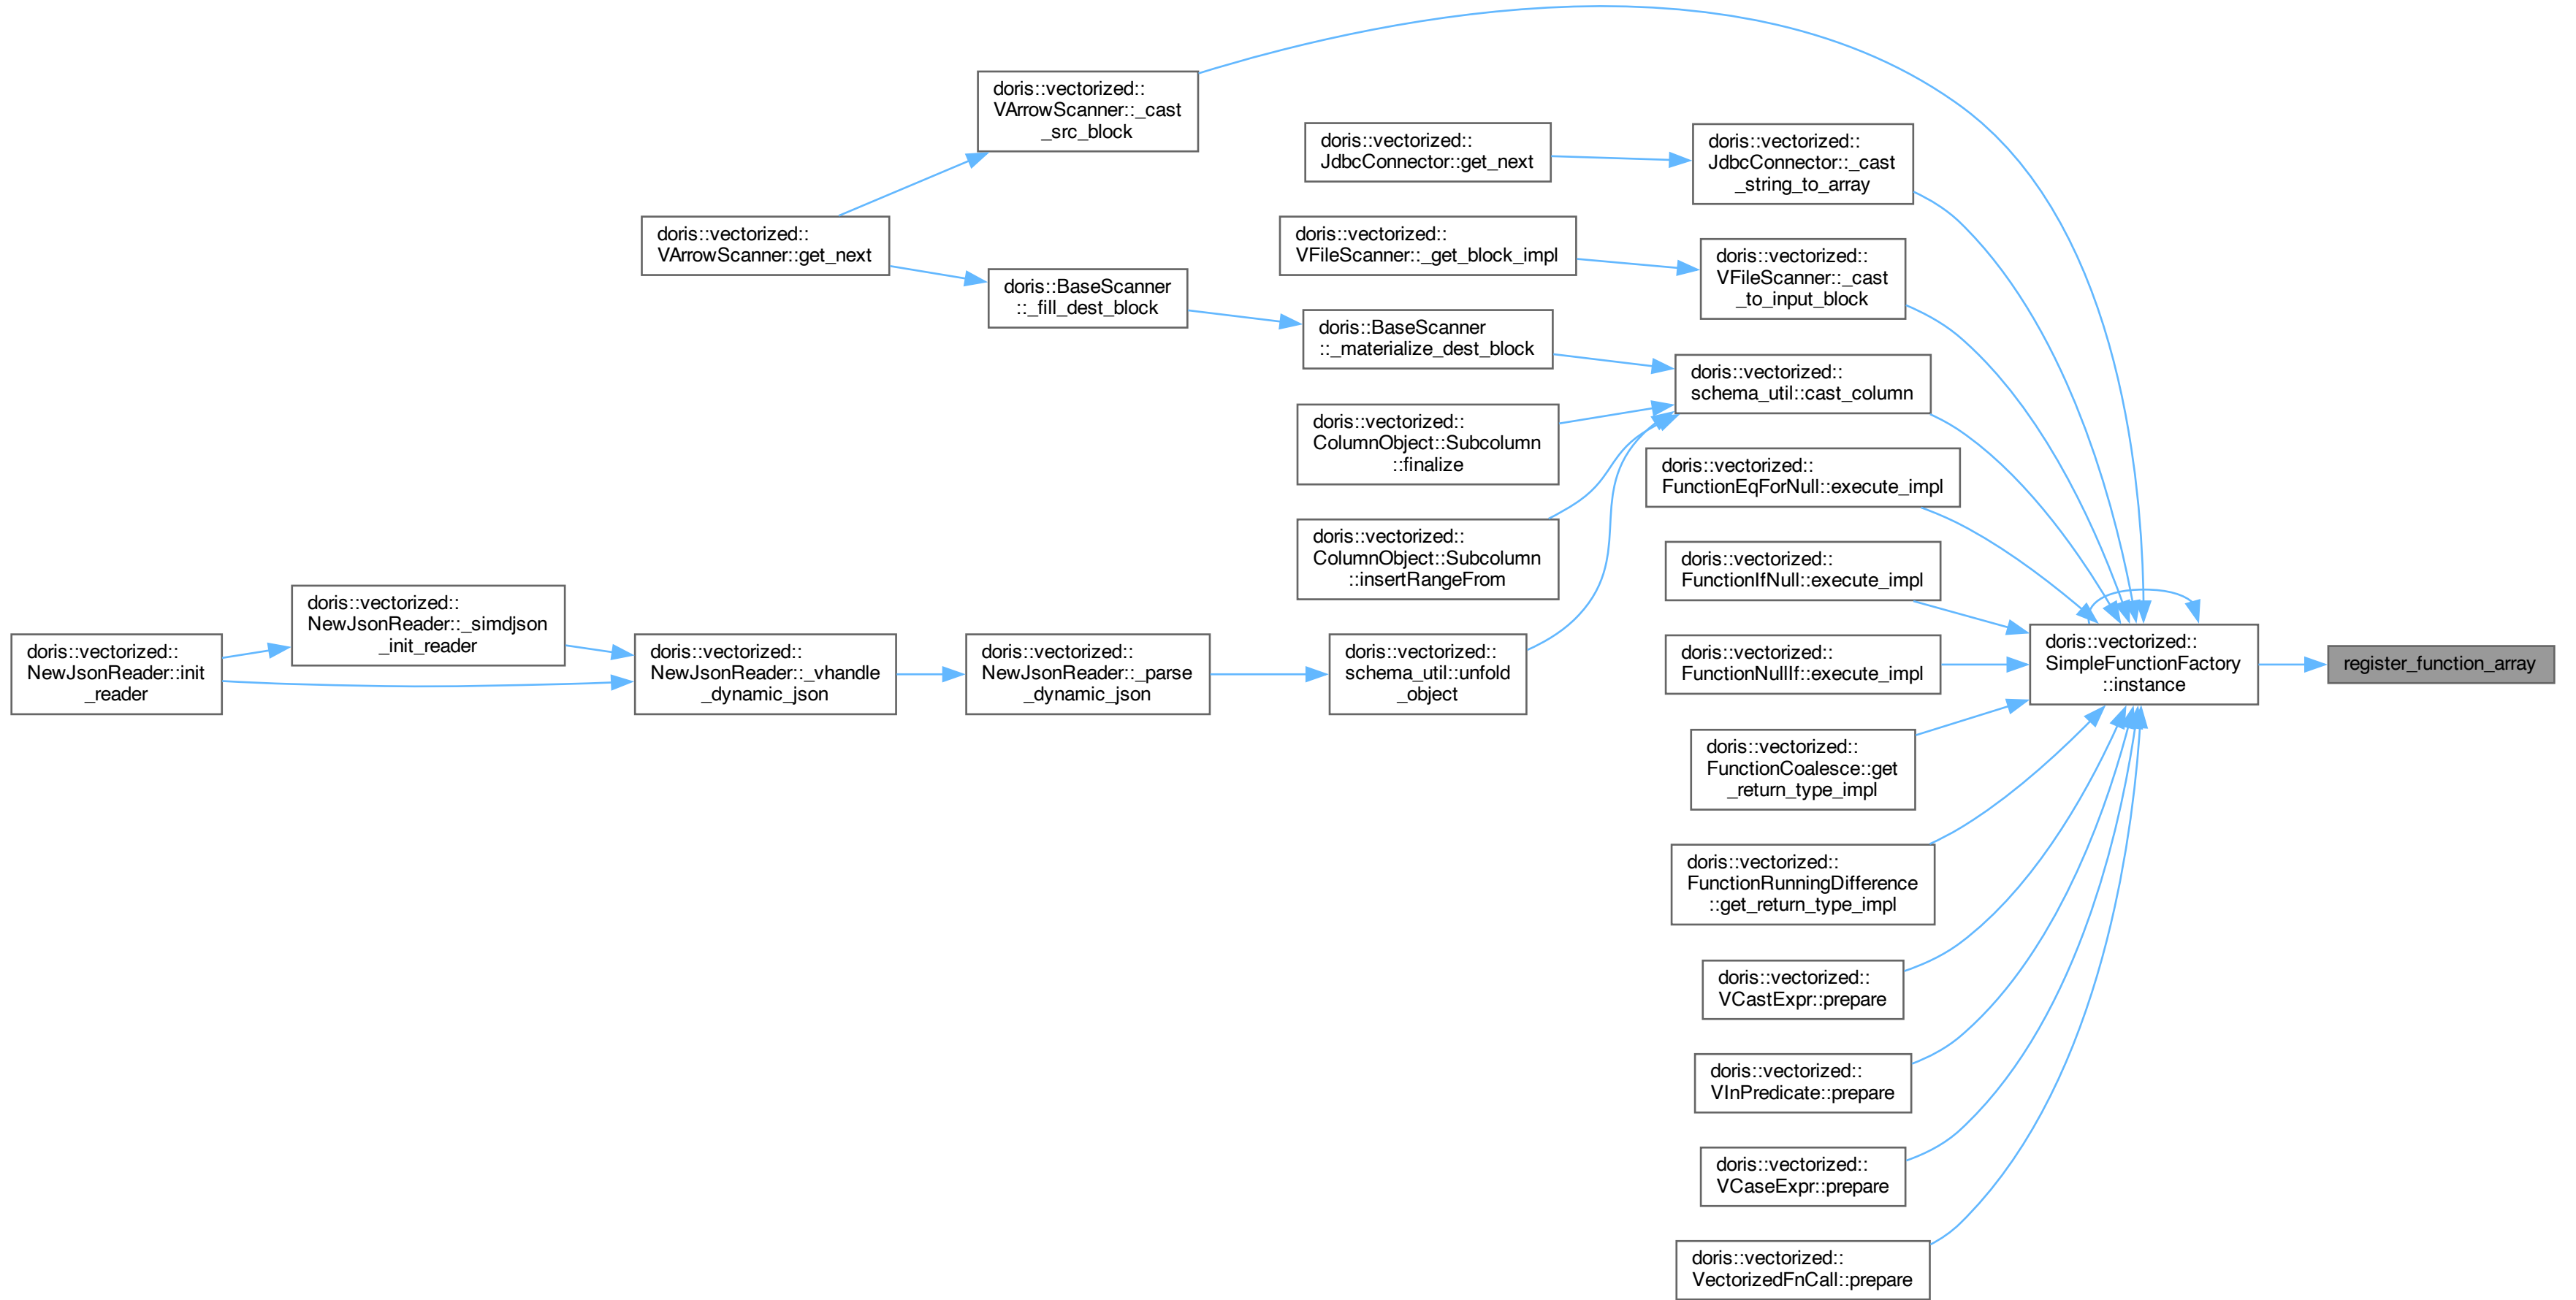 doris::vectorized::
VArrowScanner::_cast
_src_block
doris::vectorized::
JdbcConnector::get_next
doris::vectorized::
JdbcConnector::_cast
_string_to_array
doris::vectorized::
VArrowScanner::get_next
doris::vectorized::
VFileScanner::_get_block_impl
doris::vectorized::
VFileScanner::_cast
_to_input_block
doris::BaseScanner
::_fill_dest_block
doris::BaseScanner
::_materialize_dest_block
doris::vectorized::
schema_util::cast_column
doris::vectorized::
ColumnObject::Subcolumn
::finalize
doris::vectorized::
FunctionEqForNull::execute_impl
doris::vectorized::
ColumnObject::Subcolumn
::insertRangeFrom
doris::vectorized::
FunctionIfNull::execute_impl
doris::vectorized::
NewJsonReader::_simdjson
_init_reader
doris::vectorized::
NewJsonReader::init
_reader
doris::vectorized::
NewJsonReader::_vhandle
_dynamic_json
doris::vectorized::
NewJsonReader::_parse
_dynamic_json
doris::vectorized::
schema_util::unfold
_object
doris::vectorized::
FunctionNullIf::execute_impl
doris::vectorized::
SimpleFunctionFactory
::instance
register_function_array
doris::vectorized::
FunctionCoalesce::get
_return_type_impl
doris::vectorized::
FunctionRunningDifference
::get_return_type_impl
doris::vectorized::
VCastExpr::prepare
doris::vectorized::
VInPredicate::prepare
doris::vectorized::
VCaseExpr::prepare
doris::vectorized::
VectorizedFnCall::prepare